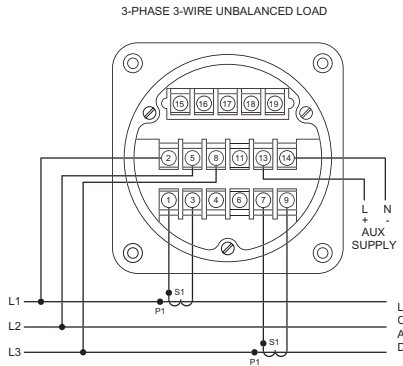 3-PHASE 3-WIRE UNBALANCED LOAD
15 16 17 18 19
2 5 8 11 13 14
1 3 4 6 7 9
L N
+ -
AUX
SUPPLY
S1
L1
P1
L2
S1
L3
P1
L
O
A
D